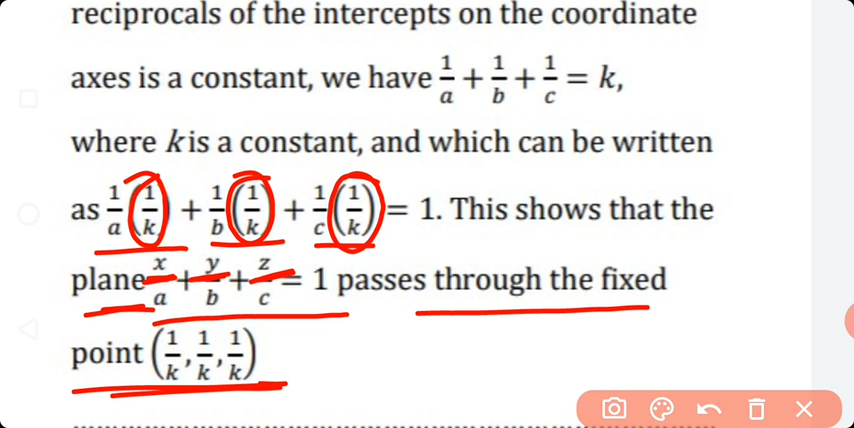 reciprocals of the intercepts on the coordinate
axes is a constant, we have 1/a + 1/b + 1/c = k,
where k is a constant, and which can be written
as 1/a (1/k) + 1/b (1/k) + 1/c (1/k) = 1. This shows that the
plane x/a + y/b + z/c = 1 passes through the fixed
point (1/k, 1/k, 1/k)